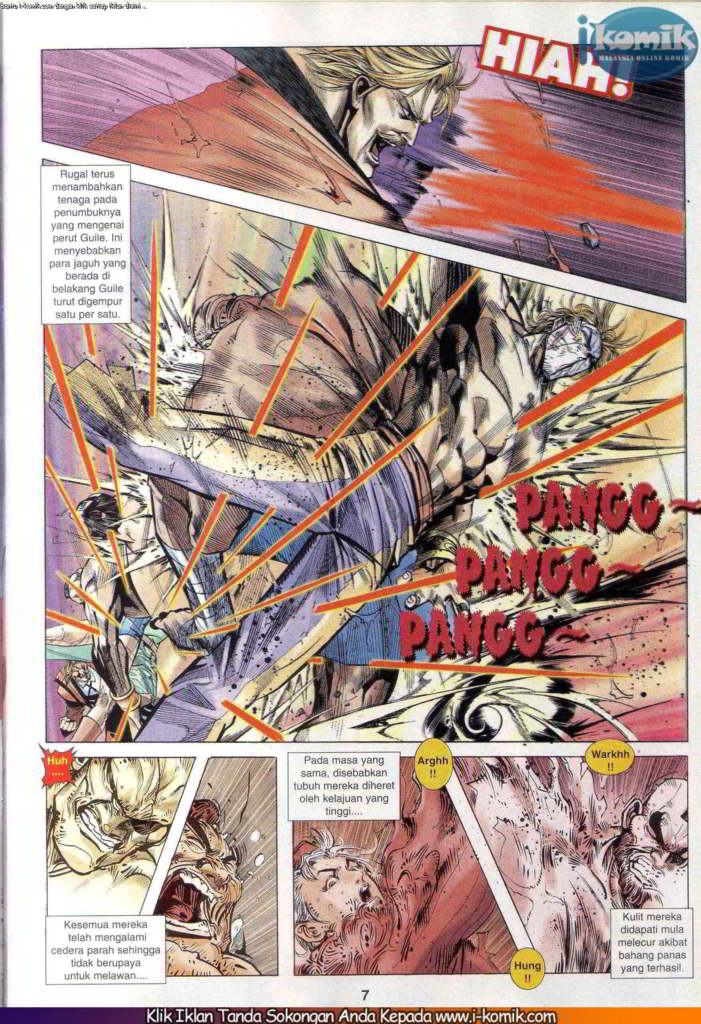 HIAH!
ikomik
MALAYSIA ONLINE KOMIK
Rugal terus
menambahkan
tenaga pada
penumbuknya
yang mengenai
perut Guile. Ini
menyebabkan
para jaguh yang
berada di
belakang Guile
turut digempur
satu per satu.
PANGG~
PANGG~
PANGG~
Huh
....
Kesemua mereka
telah mengalami
cedera parah sehingga
tidak berupaya
untuk melawan....
Pada masa yang
sama, disebabkan
tubuh mereka diheret
oleh kelajuan yang
tinggi....
Arghh
!!
Warkhh
!!
Hung
!!
Kulit mereka
didapati mula
melecur akibat
bahang panas
yang terhasil.
7
Klik Iklan Tanda Sokongan Anda Kepada www.i-komik.com